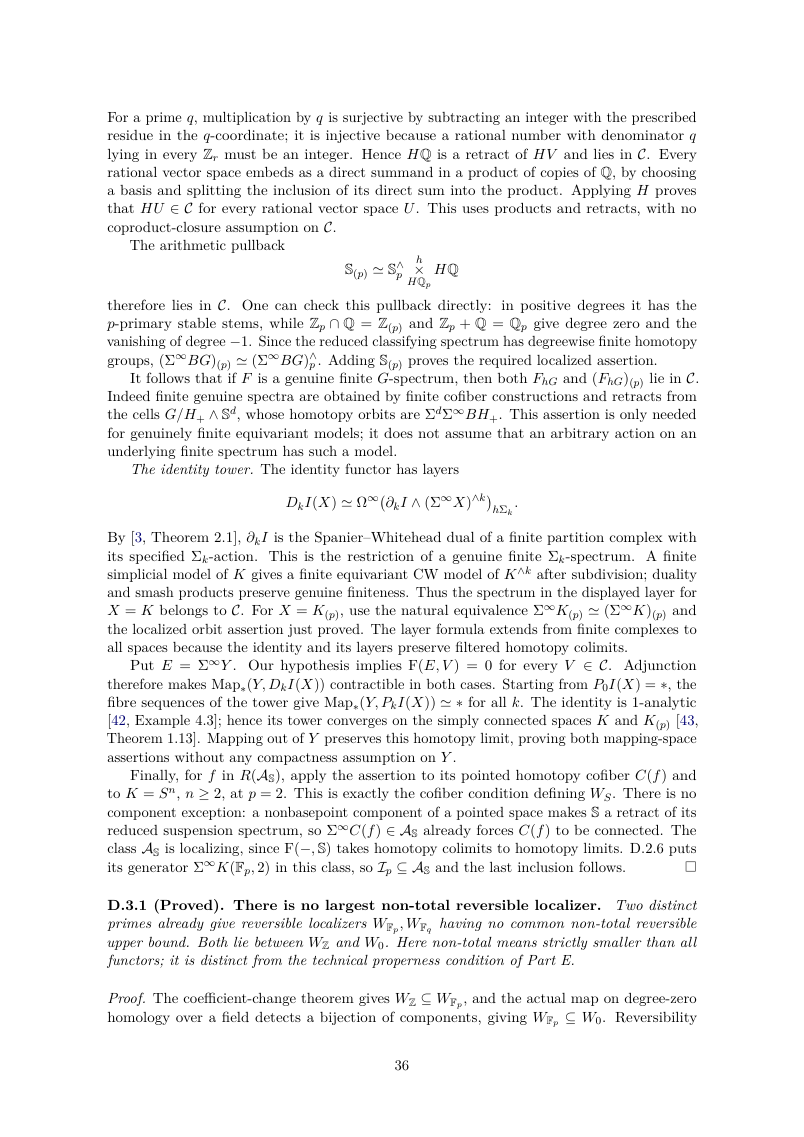 For a prime q, multiplication by q is surjective by subtracting an integer with the prescribed
residue in the q-coordinate; it is injective because a rational number with denominator q
lying in every ℤ_r must be an integer. Hence Hℚ is a retract of HV and lies in 𝒞. Every
rational vector space embeds as a direct summand in a product of copies of ℚ, by choosing
a basis and splitting the inclusion of its direct sum into the product. Applying H proves
that HU ∈ 𝒞 for every rational vector space U. This uses products and retracts, with no
coproduct-closure assumption on 𝒞.
The arithmetic pullback
𝕊_(p) ≃ 𝕊_p^∧ ×^h_{Hℚ_p} Hℚ
therefore lies in 𝒞. One can check this pullback directly: in positive degrees it has the
p-primary stable stems, while ℤ_p ∩ ℚ = ℤ_(p) and ℤ_p + ℚ = ℚ_p give degree zero and the
vanishing of degree −1. Since the reduced classifying spectrum has degreewise finite homotopy
groups, (Σ^∞BG)_(p) ≃ (Σ^∞BG)_p^∧. Adding 𝕊_(p) proves the required localized assertion.
It follows that if F is a genuine finite G-spectrum, then both F_hG and (F_hG)_(p) lie in 𝒞.
Indeed finite genuine spectra are obtained by finite cofiber constructions and retracts from
the cells G/H_+ ∧ 𝕊^d, whose homotopy orbits are Σ^dΣ^∞BH_+. This assertion is only needed
for genuinely finite equivariant models; it does not assume that an arbitrary action on an
underlying finite spectrum has such a model.
The identity tower. The identity functor has layers
D_kI(X) ≃ Ω^∞(∂_kI ∧ (Σ^∞X)^∧k)_hΣ_k.
By [3, Theorem 2.1], ∂_kI is the Spanier–Whitehead dual of a finite partition complex with
its specified Σ_k-action. This is the restriction of a genuine finite Σ_k-spectrum. A finite
simplicial model of K gives a finite equivariant CW model of K^∧k after subdivision; duality
and smash products preserve genuine finiteness. Thus the spectrum in the displayed layer for
X = K belongs to 𝒞. For X = K_(p), use the natural equivalence Σ^∞K_(p) ≃ (Σ^∞K)_(p) and
the localized orbit assertion just proved. The layer formula extends from finite complexes to
all spaces because the identity and its layers preserve filtered homotopy colimits.
Put E = Σ^∞Y. Our hypothesis implies F(E, V) = 0 for every V ∈ 𝒞. Adjunction
therefore makes Map_*(Y, D_kI(X)) contractible in both cases. Starting from P_0I(X) = *, the
fibre sequences of the tower give Map_*(Y, P_kI(X)) ≃ * for all k. The identity is 1-analytic
[42, Example 4.3]; hence its tower converges on the simply connected spaces K and K_(p) [43,
Theorem 1.13]. Mapping out of Y preserves this homotopy limit, proving both mapping-space
assertions without any compactness assumption on Y.
Finally, for f in R(𝒜_𝕊), apply the assertion to its pointed homotopy cofiber C(f) and
to K = S^n, n ≥ 2, at p = 2. This is exactly the cofiber condition defining W_S. There is no
component exception: a nonbasepoint component of a pointed space makes 𝕊 a retract of its
reduced suspension spectrum, so Σ^∞C(f) ∈ 𝒜_𝕊 already forces C(f) to be connected. The
class 𝒜_𝕊 is localizing, since F(−, 𝕊) takes homotopy colimits to homotopy limits. D.2.6 puts
its generator Σ^∞K(𝔽_p, 2) in this class, so ℐ_p ⊆ 𝒜_𝕊 and the last inclusion follows. □
D.3.1 (Proved). There is no largest non-total reversible localizer. Two distinct
primes already give reversible localizers W_{𝔽_p}, W_{𝔽_q} having no common non-total reversible
upper bound. Both lie between W_ℤ and W_0. Here non-total means strictly smaller than all
functors; it is distinct from the technical properness condition of Part E.
Proof. The coefficient-change theorem gives W_ℤ ⊆ W_{𝔽_p}, and the actual map on degree-zero
homology over a field detects a bijection of components, giving W_{𝔽_p} ⊆ W_0. Reversibility
36